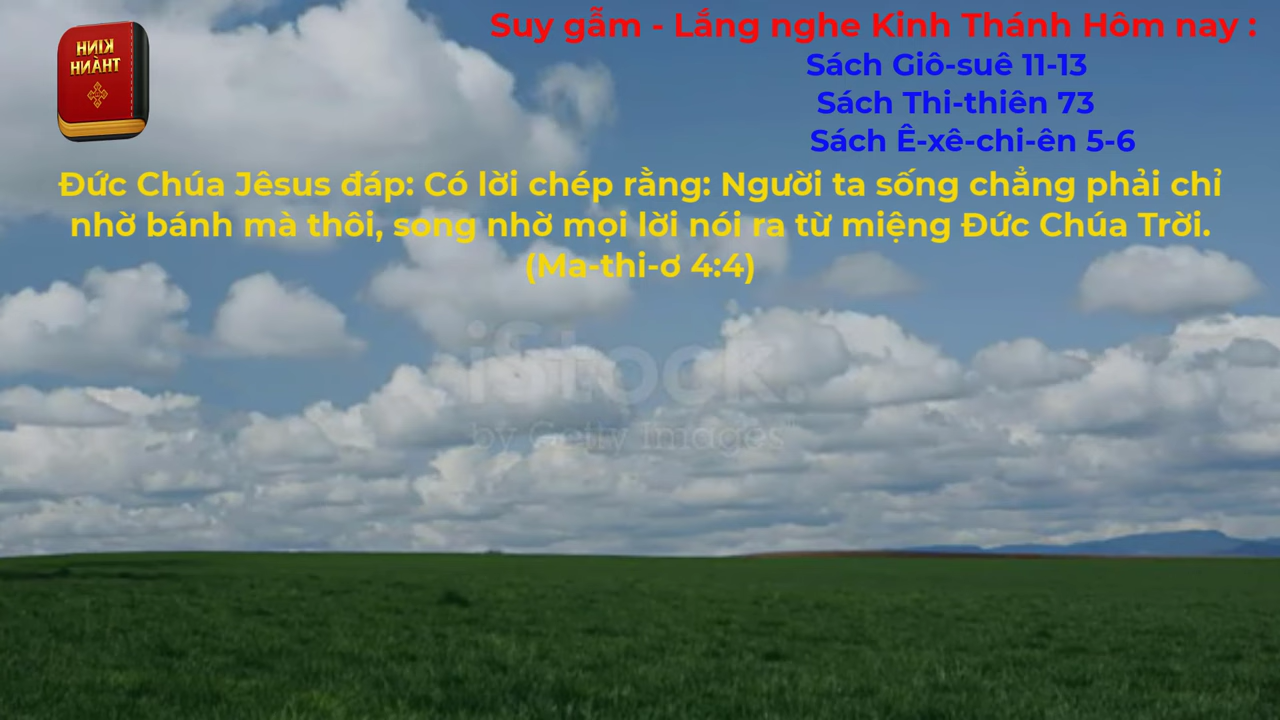 Suy gẫm - Lắng nghe Kinh Thánh Hôm nay :
KINH
THÁNH
Sách Giô-suê 11-13
Sách Thi-thiên 73
Sách Ê-xê-chi-ên 5-6
Đức Chúa Jêsus đáp: Có lời chép rằng: Người ta sống chẳng phải chỉ
nhờ bánh mà thôi, song nhờ mọi lời nói ra từ miệng Đức Chúa Trời.
(Ma-thi-ơ 4:4)
iStock.
by Getty Images™